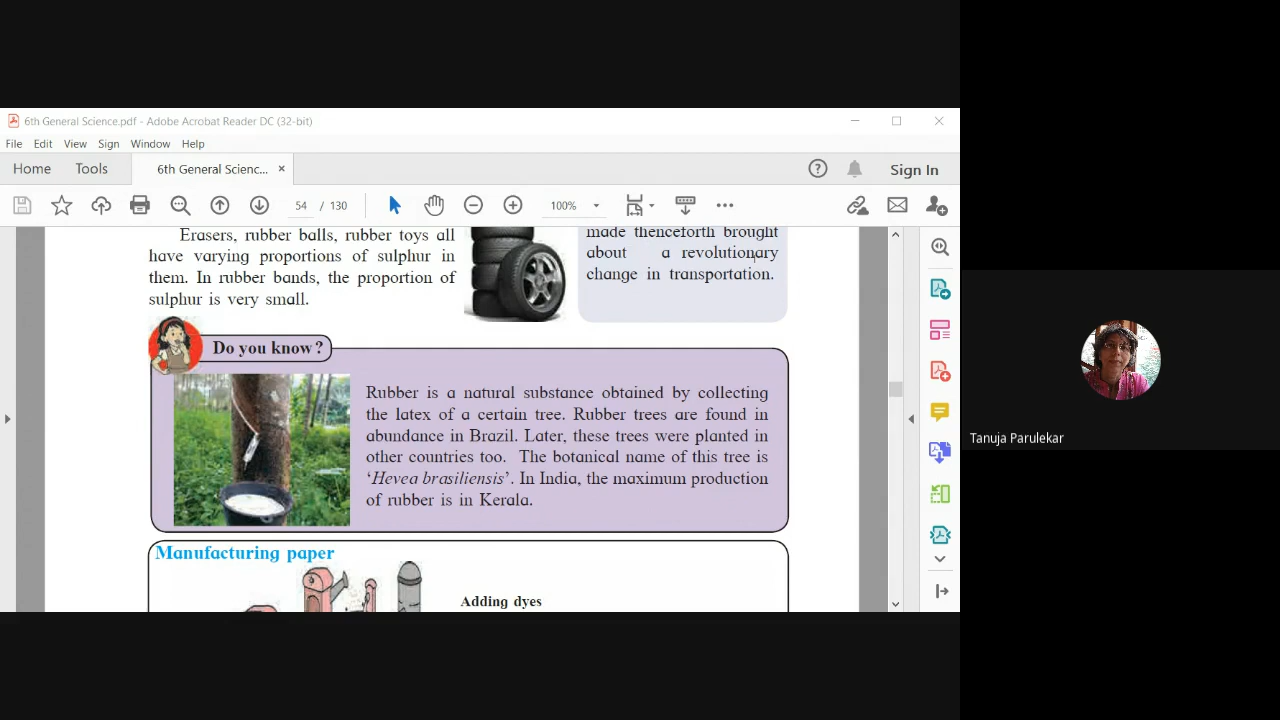 6th General Science.pdf - Adobe Acrobat Reader DC (32-bit)
File Edit View Sign Window Help
Home Tools 6th General Scienc... × Sign In
54 / 130 100%
Erasers, rubber balls, rubber toys all
have varying proportions of sulphur in
them. In rubber bands, the proportion of
sulphur is very small.
made thenceforth brought
about a revolutionary
change in transportation.
Do you know?
Rubber is a natural substance obtained by collecting
the latex of a certain tree. Rubber trees are found in
abundance in Brazil. Later, these trees were planted in
other countries too. The botanical name of this tree is
‘Hevea brasiliensis’. In India, the maximum production
of rubber is in Kerala.
Manufacturing paper
Adding dyes
Tanuja Parulekar